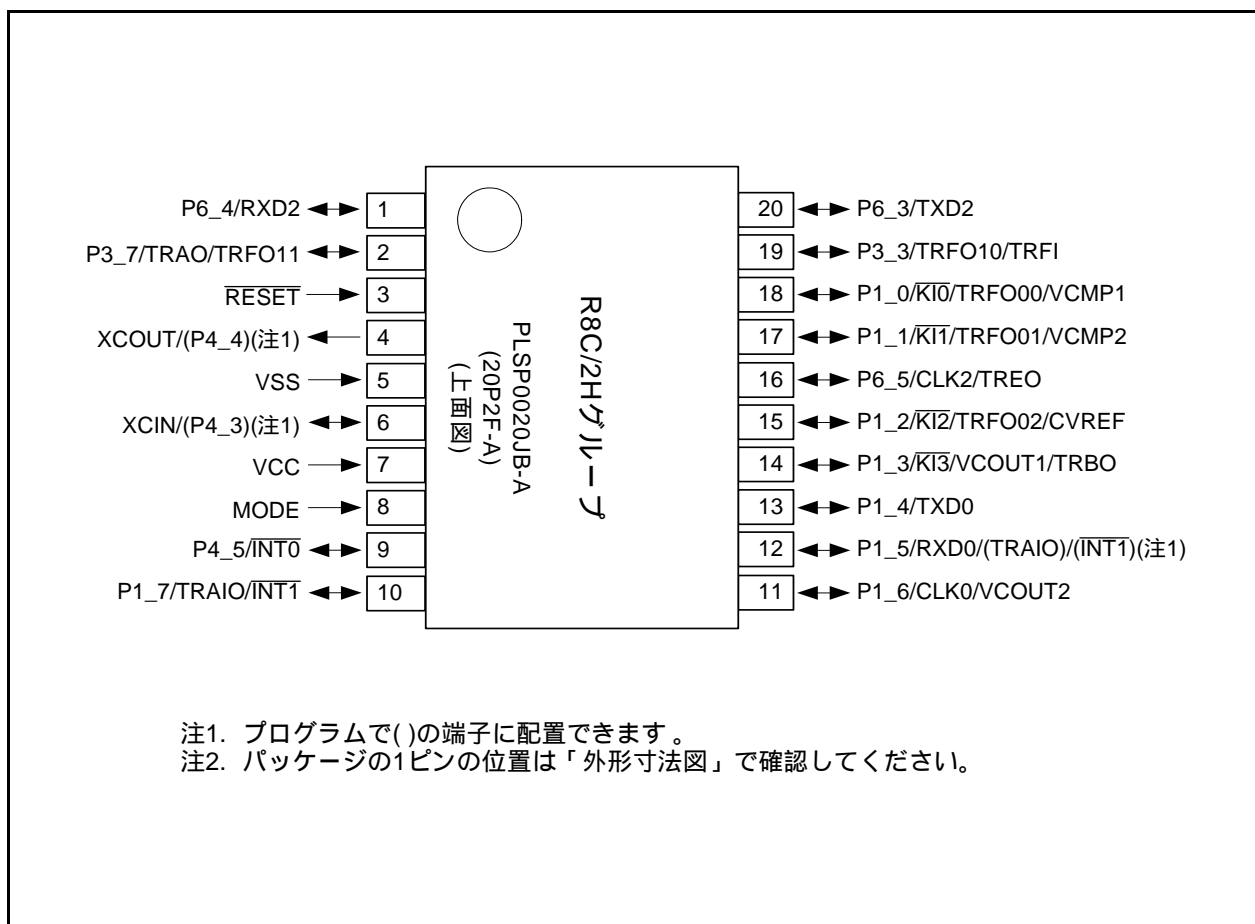 P6_4/RXD2
P3_7/TRAO/TRFO11
RESET
XCOUT/(P4_4)(注1)
VSS
XCIN/(P4_3)(注1)
VCC
MODE
P4_5/INT0
P1_7/TRAIO/INT1
1
2
3
4
5
6
7
8
9
10
R8C/2Hグループ
PLSP0020JB-A
(20P2F-A)
(上面図)
20
19
18
17
16
15
14
13
12
11
P6_3/TXD2
P3_3/TRFO10/TRFI
P1_0/KI0/TRFO00/VCMP1
P1_1/KI1/TRFO01/VCMP2
P6_5/CLK2/TREO
P1_2/KI2/TRFO02/CVREF
P1_3/KI3/VCOUT1/TRBO
P1_4/TXD0
P1_5/RXD0/(TRAIO)/(INT1)(注1)
P1_6/CLK0/VCOUT2
注1. プログラムで( )の端子に配置できます。
注2. パッケージの1ピンの位置は「外形寸法図」で確認してください。